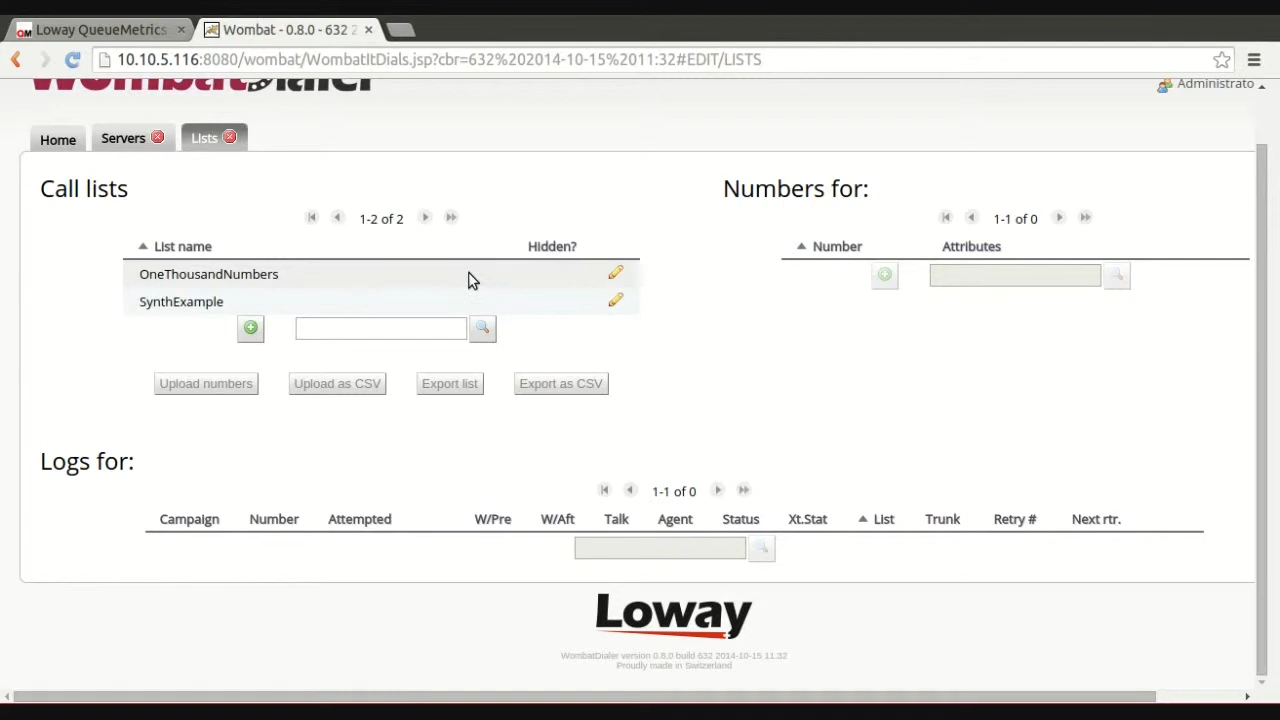 Loway QueueMetrics
Wombat - 0.8.0 - 632 2
10.10.5.116:8080/wombat/WombatItDials.jsp?cbr=632%202014-10-15%2011:32#EDIT/LISTS
WombatDialer
Administrato
Home
Servers
Lists
Call lists
1-2 of 2
List name Hidden?
OneThousandNumbers
SynthExample
Upload numbers Upload as CSV Export list Export as CSV
Numbers for:
1-1 of 0
Number Attributes
Logs for:
1-1 of 0
Campaign Number Attempted W/Pre W/Aft Talk Agent Status Xt.Stat List Trunk Retry # Next rtr.
Loway
WombatDialer version 0.8.0 build 632 2014-10-15 11:32
Proudly made in Switzerland